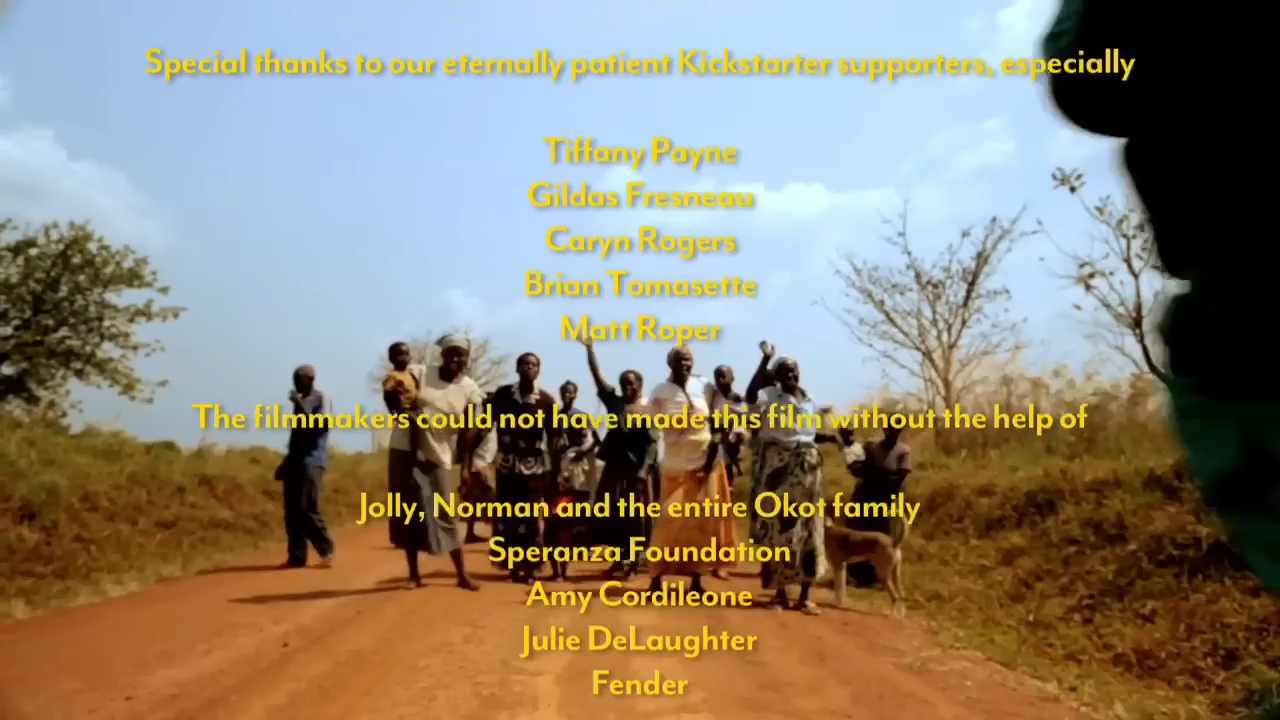 Special thanks to our eternally patient Kickstarter supporters, especially
Tiffany Payne
Gildas Fresneau
Caryn Rogers
Brian Tomasette
Matt Roper
The filmmakers could not have made this film without the help of
Jolly, Norman and the entire Okot family
Speranza Foundation
Amy Cordileone
Julie DeLaughter
Fender